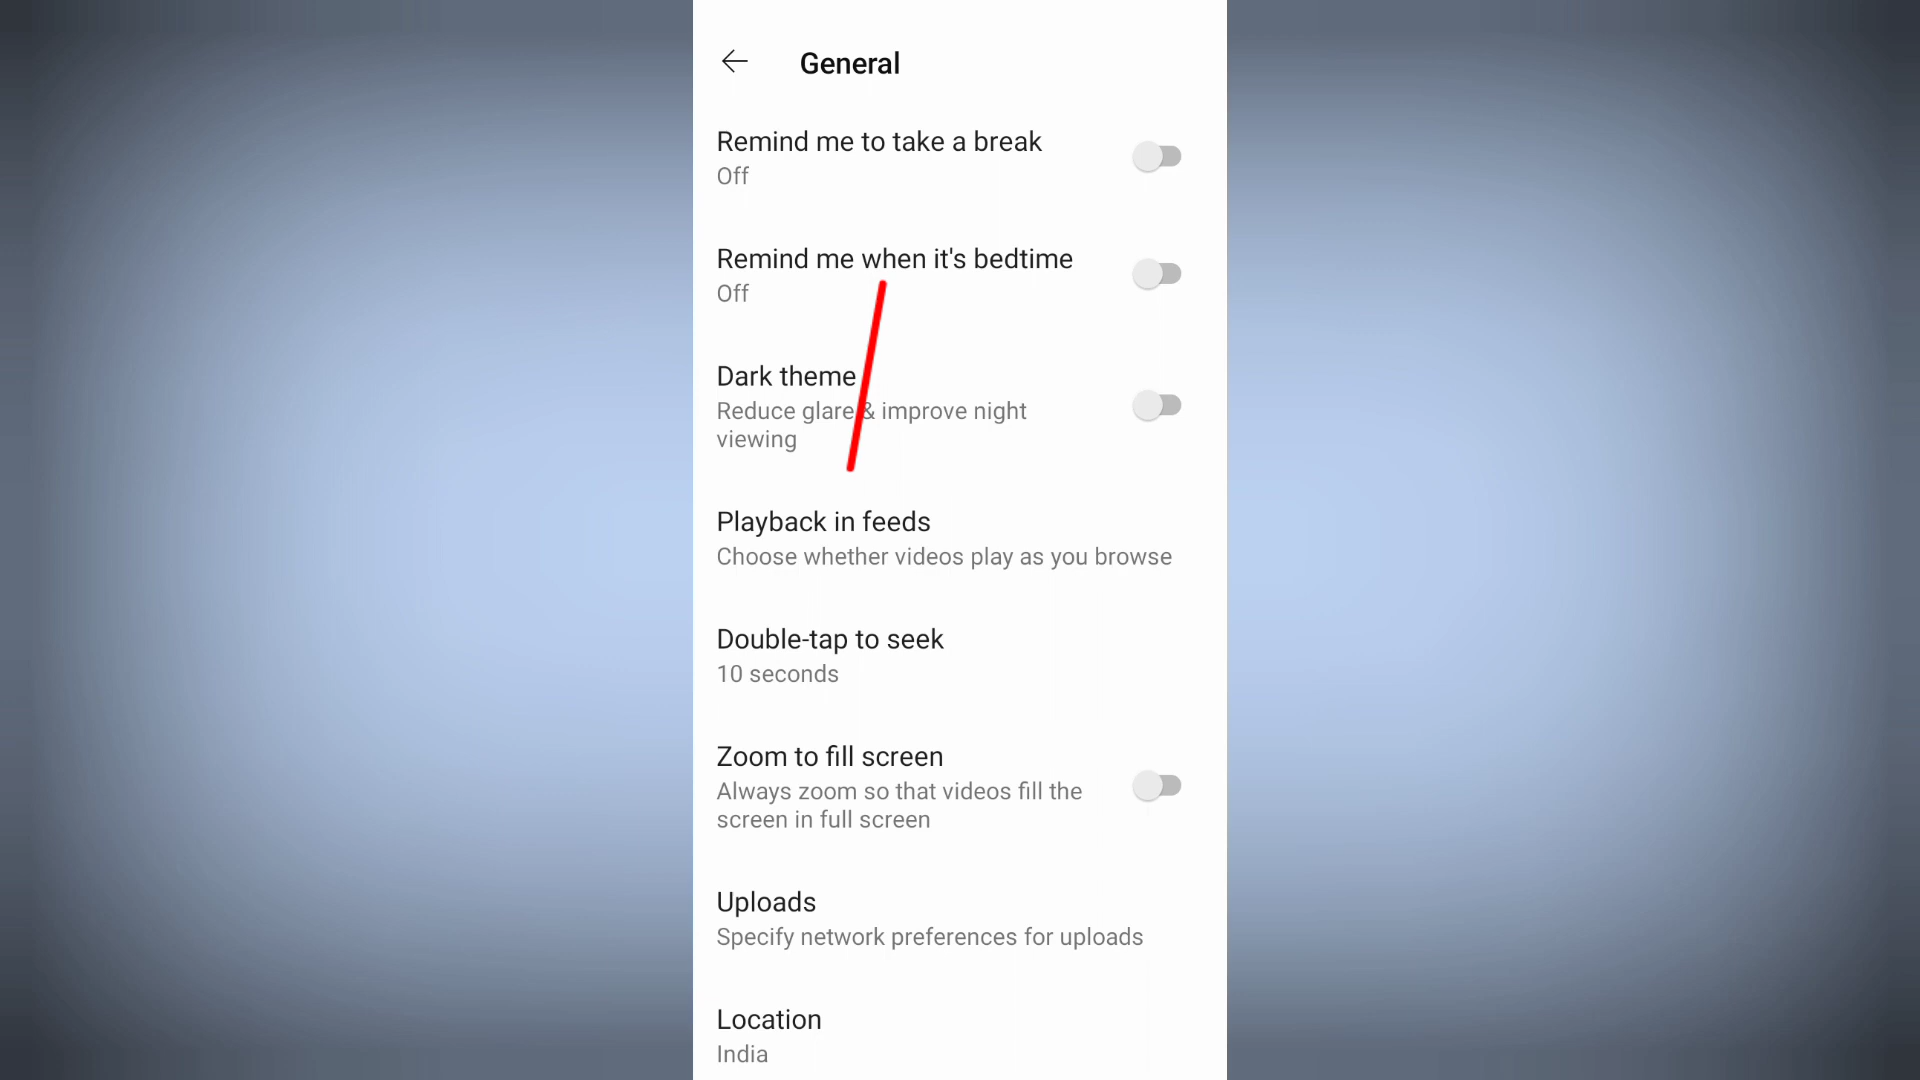 General
Remind me to take a break
Off
Remind me when it's bedtime
Off
Dark theme
Reduce glare & improve night
viewing
Playback in feeds
Choose whether videos play as you browse
Double-tap to seek
10 seconds
Zoom to fill screen
Always zoom so that videos fill the
screen in full screen
Uploads
Specify network preferences for uploads
Location
India